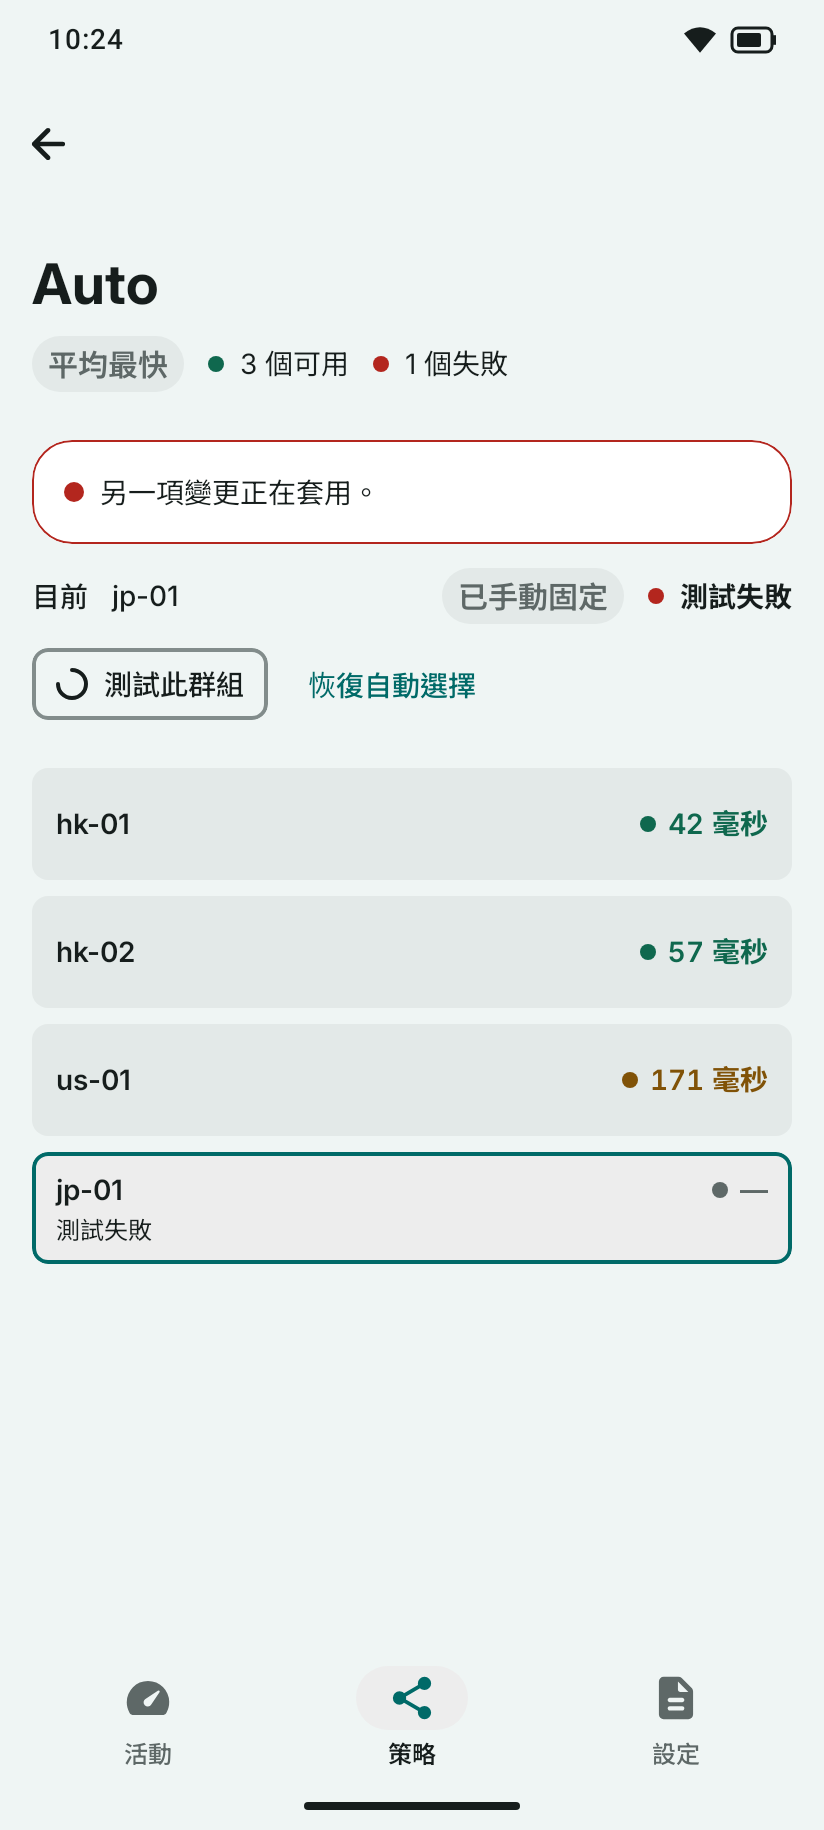 10:24
Auto
平均最快 3 個可用 1 個失敗
另一項變更正在套用。
目前 jp-01 已手動固定 測試失敗
測試此群組 恢復自動選擇
hk-01 42 毫秒
hk-02 57 毫秒
us-01 171 毫秒
jp-01 —
測試失敗
活動 策略 設定